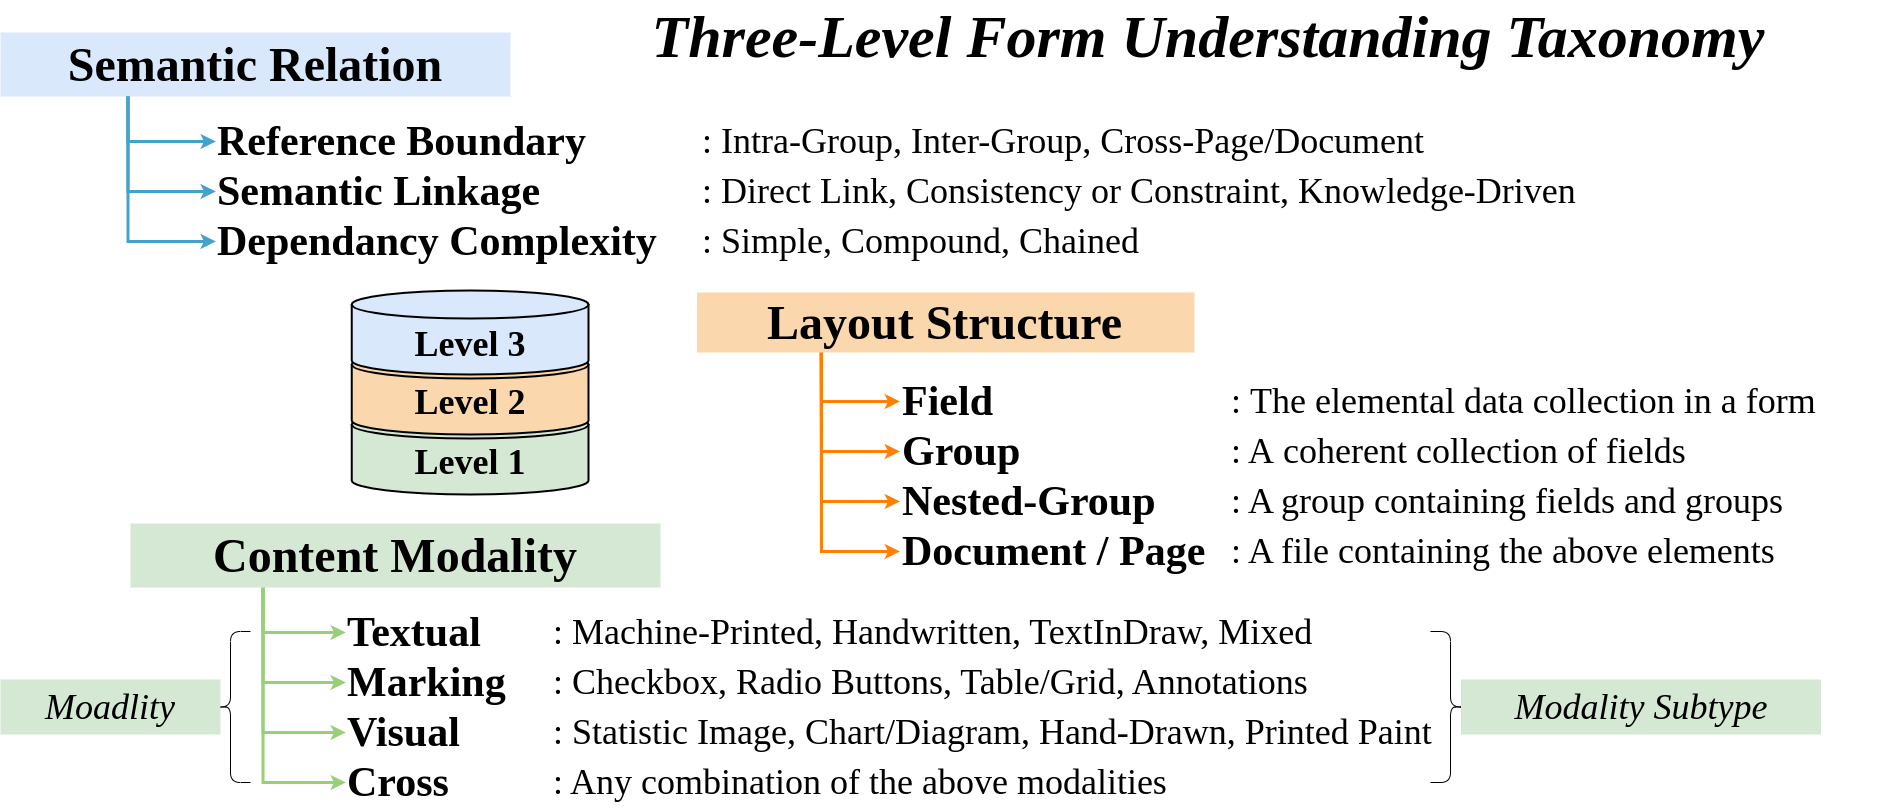 Three-Level Form Understanding Taxonomy
Semantic Relation
Reference Boundary : Intra-Group, Inter-Group, Cross-Page/Document
Semantic Linkage : Direct Link, Consistency or Constraint, Knowledge-Driven
Dependancy Complexity : Simple, Compound, Chained
Level 3
Level 2
Level 1
Layout Structure
Field : The elemental data collection in a form
Group : A coherent collection of fields
Nested-Group : A group containing fields and groups
Document / Page : A file containing the above elements
Content Modality
Textual : Machine-Printed, Handwritten, TextInDraw, Mixed
Marking : Checkbox, Radio Buttons, Table/Grid, Annotations
Visual : Statistic Image, Chart/Diagram, Hand-Drawn, Printed Paint
Cross : Any combination of the above modalities
Moadlity
Modality Subtype